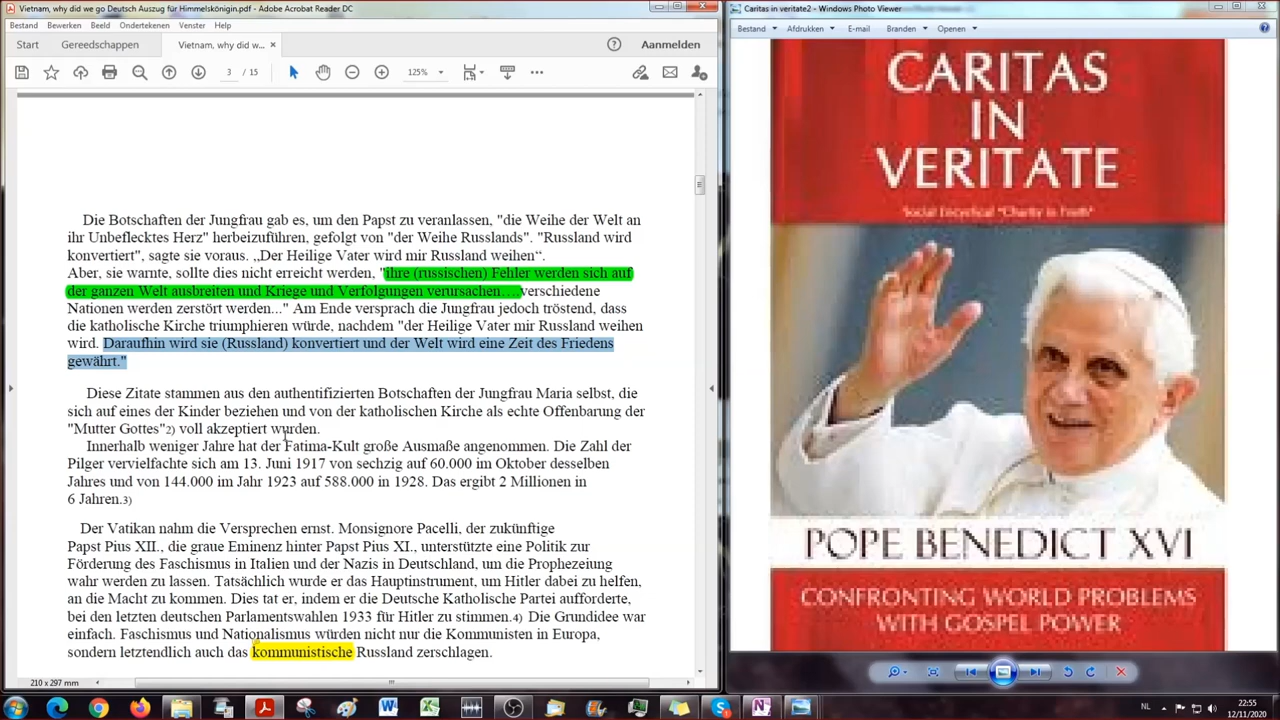 Vietnam, why did we go Deutsch Auszug für Himmelskönigin.pdf - Adobe Acrobat Reader DC
Bestand Bewerken Beeld Ondertekenen Venster Help
Start Gereedschappen Vietnam, why did w... × Anmelden
3 / 15 125%
Die Botschaften der Jungfrau gab es, um den Papst zu veranlassen, "die Weihe der Welt an
ihr Unbeflecktes Herz" herbeizuführen, gefolgt von "der Weihe Russlands". "Russland wird
konvertiert", sagte sie voraus. „Der Heilige Vater wird mir Russland weihen“.
Aber, sie warnte, sollte dies nicht erreicht werden, "ihre (russischen) Fehler werden sich auf
der ganzen Welt ausbreiten und Kriege und Verfolgungen verursachen….verschiedene
Nationen werden zerstört werden..." Am Ende versprach die Jungfrau jedoch tröstend, dass
die katholische Kirche triumphieren würde, nachdem "der Heilige Vater mir Russland weihen
wird. Daraufhin wird sie (Russland) konvertiert und der Welt wird eine Zeit des Friedens
gewährt."
Diese Zitate stammen aus den authentifizierten Botschaften der Jungfrau Maria selbst, die
sich auf eines der Kinder beziehen und von der katholischen Kirche als echte Offenbarung der
"Mutter Gottes"2) voll akzeptiert wurden.
Innerhalb weniger Jahre hat der Fatima-Kult große Ausmaße angenommen. Die Zahl der
Pilger vervielfachte sich am 13. Juni 1917 von sechzig auf 60.000 im Oktober desselben
Jahres und von 144.000 im Jahr 1923 auf 588.000 in 1928. Das ergibt 2 Millionen in
6 Jahren.3)
Der Vatikan nahm die Versprechen ernst. Monsignore Pacelli, der zukünftige
Papst Pius XII., die graue Eminenz hinter Papst Pius XI., unterstützte eine Politik zur
Förderung des Faschismus in Italien und der Nazis in Deutschland, um die Prophezeiung
wahr werden zu lassen. Tatsächlich wurde er das Hauptinstrument, um Hitler dabei zu helfen,
an die Macht zu kommen. Dies tat er, indem er die Deutsche Katholische Partei aufforderte,
bei den letzten deutschen Parlamentswahlen 1933 für Hitler zu stimmen.4) Die Grundidee war
einfach. Faschismus und Nationalismus würden nicht nur die Kommunisten in Europa,
sondern letztendlich auch das kommunistische Russland zerschlagen.
210 x 297 mm
Caritas in veritate2 - Windows Photo Viewer
Bestand Afdrukken E-mail Branden Openen
CARITAS
IN
VERITATE
Social Encyclical "Charity in Truth"
POPE BENEDICT XVI
CONFRONTING WORLD PROBLEMS
WITH GOSPEL POWER
NL 22:55
12/11/2020